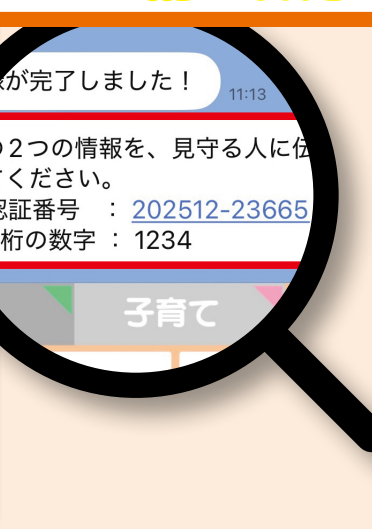 が完了しました！
11:13
2つの情報を、見守る人に伝
てください。
認証番号 : 202512-23665
桁の数字 : 1234
子育て